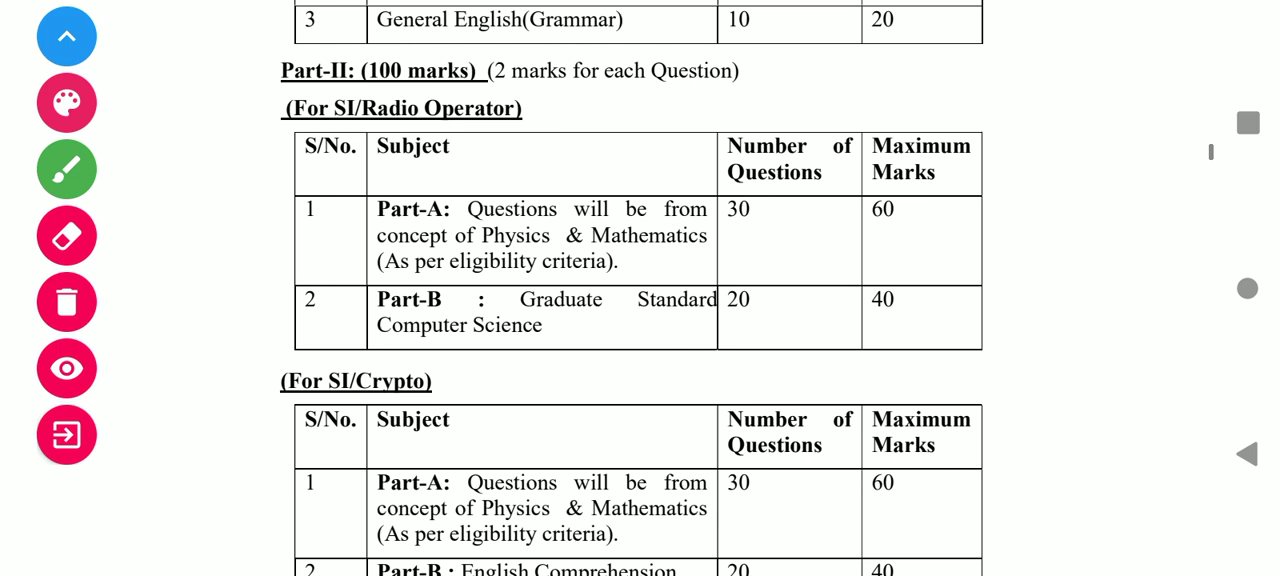 3 General English(Grammar) 10 20
Part-II: (100 marks) (2 marks for each Question)
(For SI/Radio Operator)
S/No. Subject Number of Maximum
Questions Marks
1 Part-A: Questions will be from 30 60
concept of Physics & Mathematics
(As per eligibility criteria).
2 Part-B : Graduate Standard 20 40
Computer Science
(For SI/Crypto)
S/No. Subject Number of Maximum
Questions Marks
1 Part-A: Questions will be from 30 60
concept of Physics & Mathematics
(As per eligibility criteria).
2 Part-B : English Comprehension 20 40